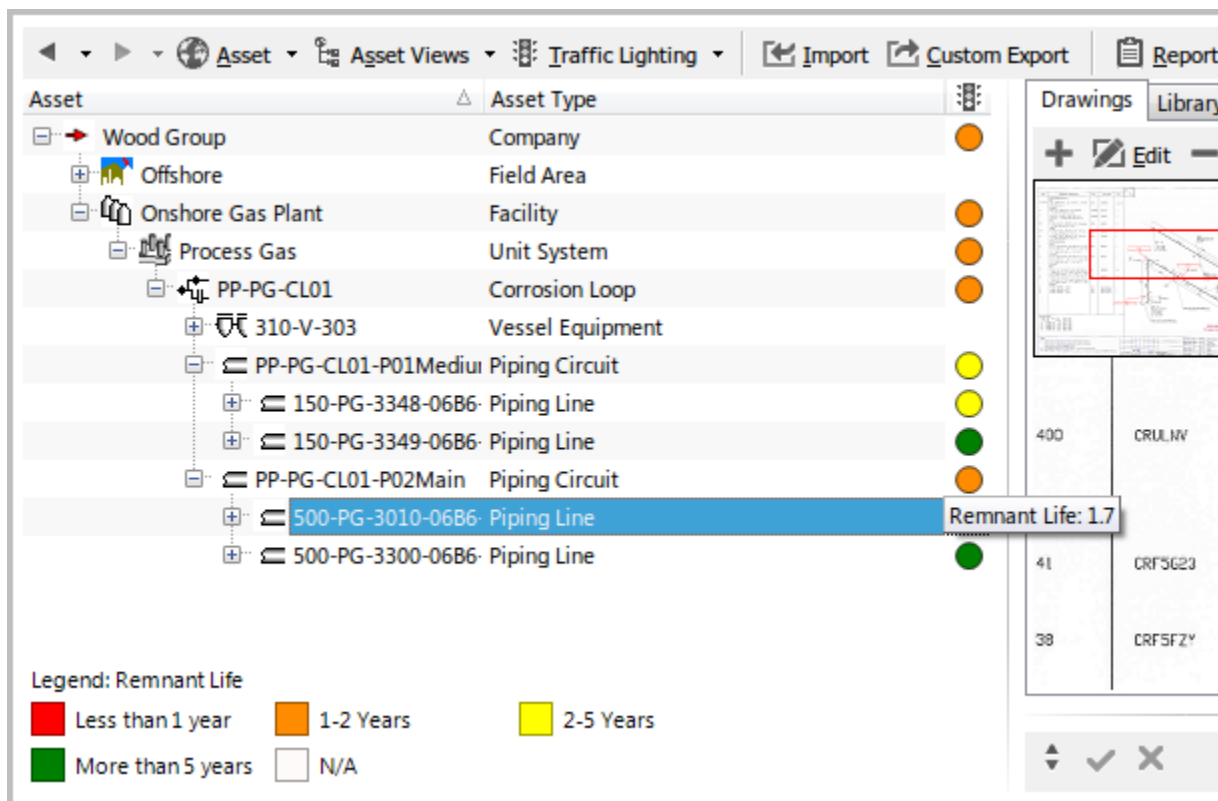 Asset Asset Views Traffic Lighting Import Custom Export Report
Asset Asset Type
Drawings Library
Wood Group Company
Edit
Offshore Field Area
Onshore Gas Plant Facility
Process Gas Unit System
PP-PG-CL01 Corrosion Loop
310-V-303 Vessel Equipment
PP-PG-CL01-P01Mediu Piping Circuit
150-PG-3348-06B6- Piping Line
150-PG-3349-06B6- Piping Line
PP-PG-CL01-P02Main Piping Circuit
500-PG-3010-06B6- Piping Line
Remnant Life: 1.7
500-PG-3300-06B6- Piping Line
400 CRULNV
41 CRF5G23
38 CRF5FZY
Legend: Remnant Life
Less than 1 year 1-2 Years 2-5 Years
More than 5 years N/A